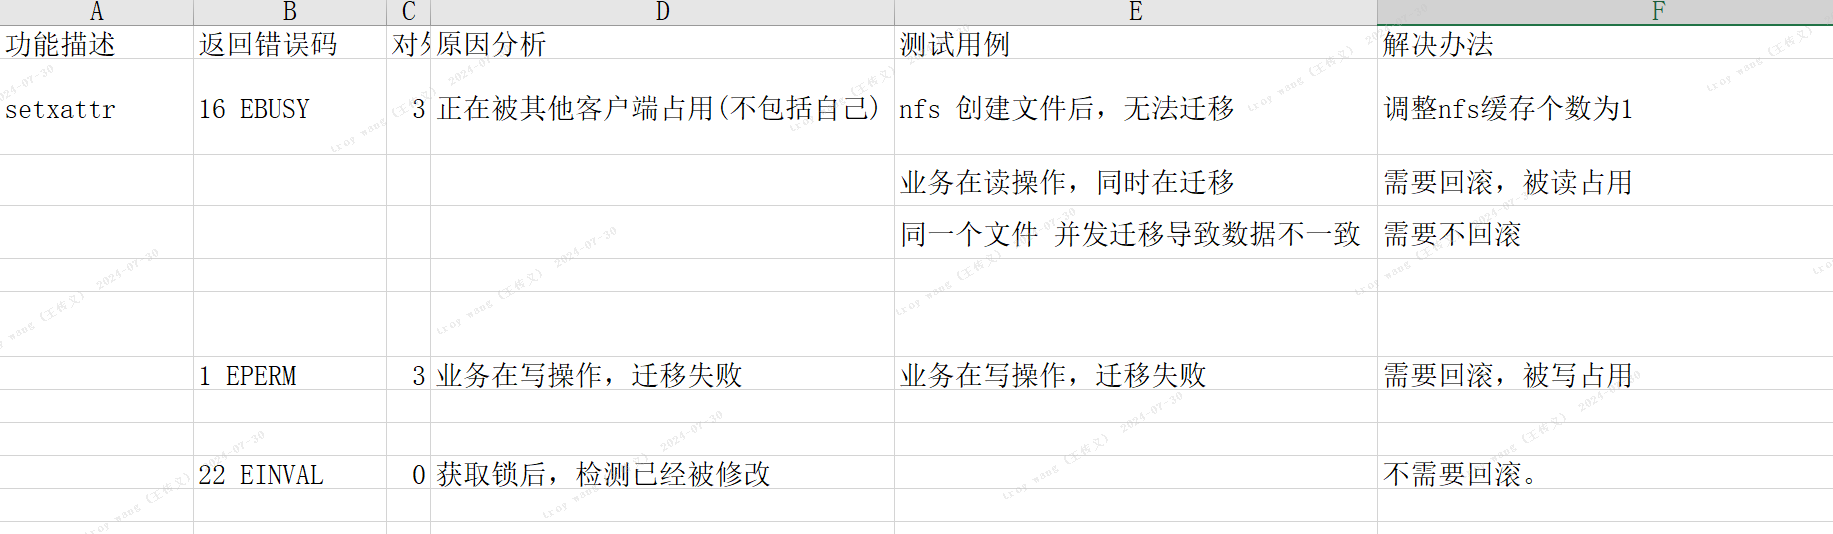 A B C D E F
功能描述 返回错误码 对 原因分析 测试用例 解决办法
setxattr 16 EBUSY 3 正在被其他客户端占用(不包括自己) nfs 创建文件后，无法迁移 调整nfs缓存个数为1
业务在读操作，同时在迁移 需要回滚，被读占用
同一个文件 并发迁移导致数据不一致 需要不回滚
1 EPERM 3 业务在写操作，迁移失败 业务在写操作，迁移失败 需要回滚，被写占用
22 EINVAL 0 获取锁后，检测已经被修改 不需要回滚。